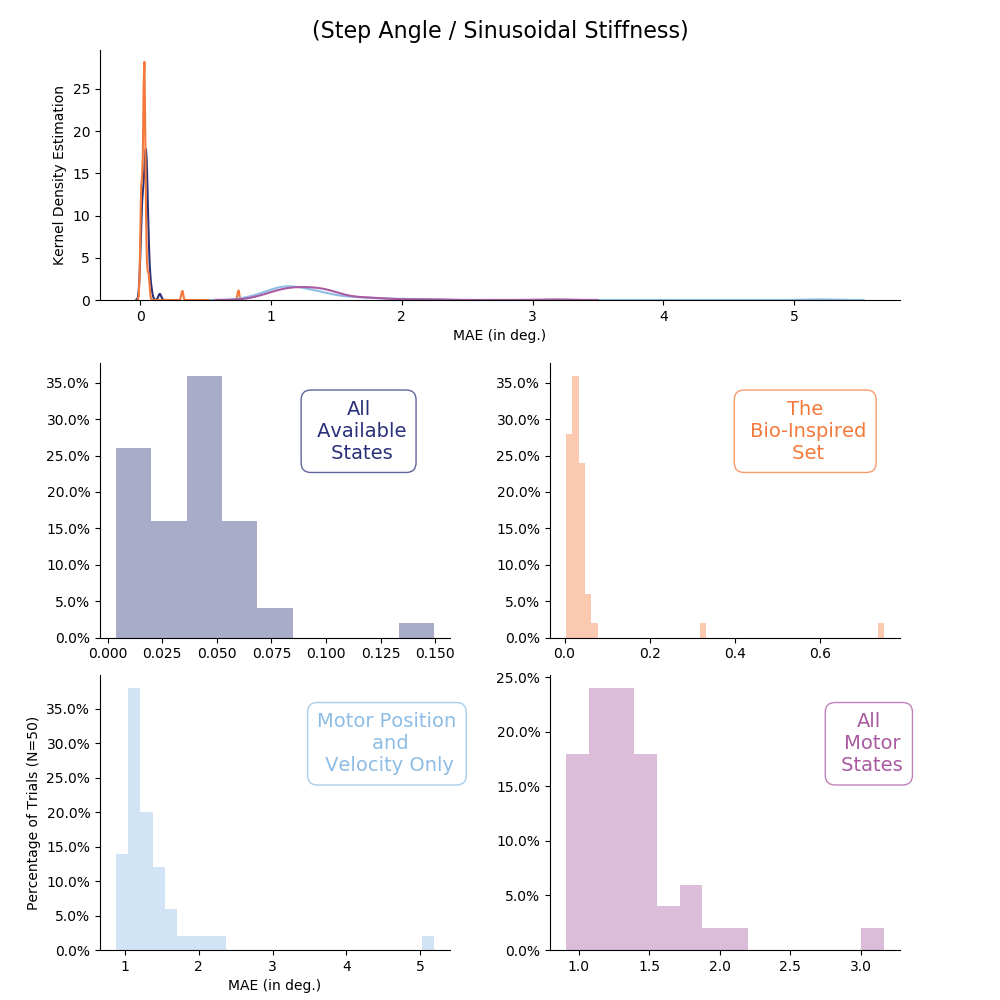 (Step Angle / Sinusoidal Stiffness)
Kernel Density Estimation
25
20
15
10
5
0
0 1 2 3 4 5
MAE (in deg.)
35.0%
30.0%
25.0%
20.0%
15.0%
10.0%
5.0%
0.0%
0.000 0.025 0.050 0.075 0.100 0.125 0.150
All
Available
States
35.0%
30.0%
25.0%
20.0%
15.0%
10.0%
5.0%
0.0%
0.0 0.2 0.4 0.6
The
Bio-Inspired
Set
Percentage of Trials (N=50)
35.0%
30.0%
25.0%
20.0%
15.0%
10.0%
5.0%
0.0%
1 2 3 4 5
MAE (in deg.)
Motor Position
and
Velocity Only
25.0%
20.0%
15.0%
10.0%
5.0%
0.0%
1.0 1.5 2.0 2.5 3.0
All
Motor
States